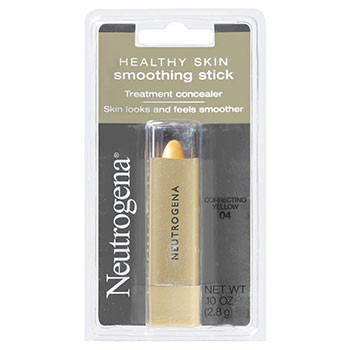 HEALTHY SKIN
smoothing stick
Treatment concealer
Skin looks and feels smoother
Neutrogena®
NEUTROGENA
CORRECTING
YELLOW
04
NET WT
.10 OZ
(2.8 g)